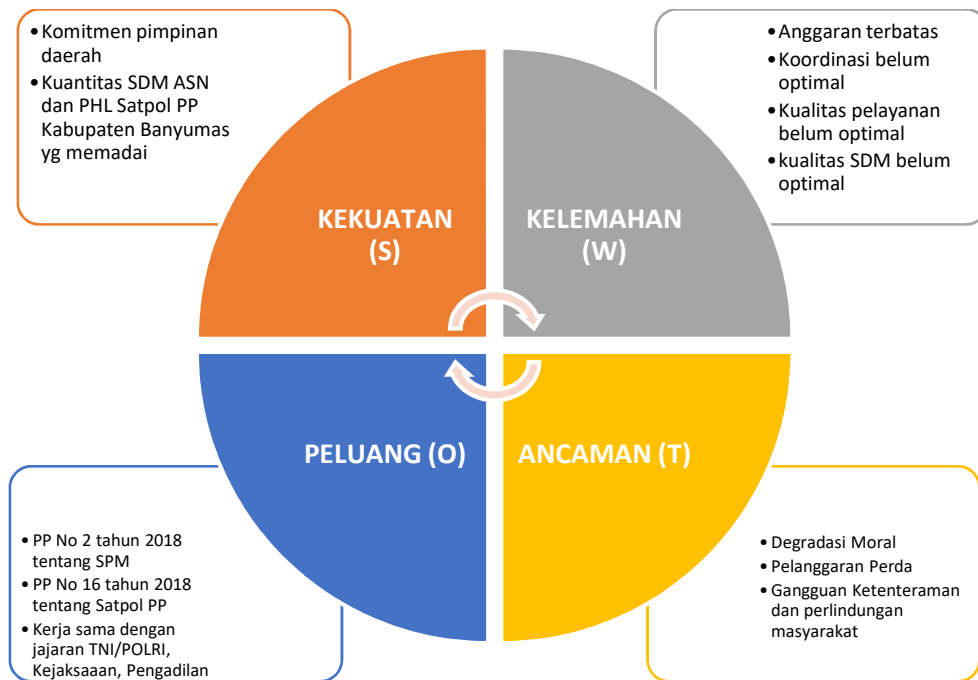 • Komitmen pimpinan
daerah
• Kuantitas SDM ASN
dan PHL Satpol PP
Kabupaten Banyumas
yg memadai
• Anggaran terbatas
• Koordinasi belum
optimal
• Kualitas pelayanan
belum optimal
• kualitas SDM belum
optimal
KEKUATAN
(S)
KELEMAHAN
(W)
PELUANG (O)
ANCAMAN (T)
• PP No 2 tahun 2018
tentang SPM
• PP No 16 tahun 2018
tentang Satpol PP
• Kerja sama dengan
jajaran TNI/POLRI,
Kejaksaaan, Pengadilan
• Degradasi Moral
• Pelanggaran Perda
• Gangguan Ketenteraman
dan perlindungan
masyarakat